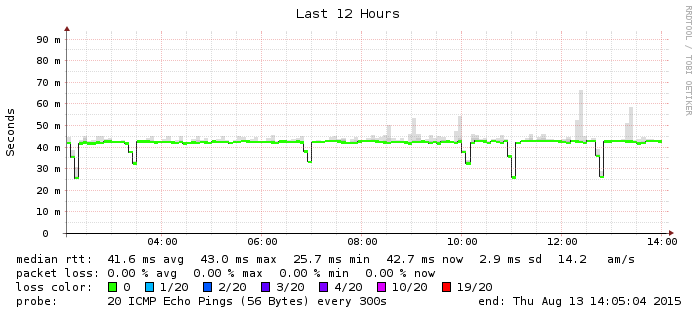 Last 12 Hours
RRDTOOL / TOBI OETIKER
Seconds
90 m
80 m
70 m
60 m
50 m
40 m
30 m
20 m
10 m
0
04:00 06:00 08:00 10:00 12:00 14:00
median rtt: 41.6 ms avg 43.0 ms max 25.7 ms min 42.7 ms now 2.9 ms sd 14.2 am/s
packet loss: 0.00 % avg 0.00 % max 0.00 % min 0.00 % now
loss color: 0 1/20 2/20 3/20 4/20 10/20 19/20
probe: 20 ICMP Echo Pings (56 Bytes) every 300s end: Thu Aug 13 14:05:04 2015